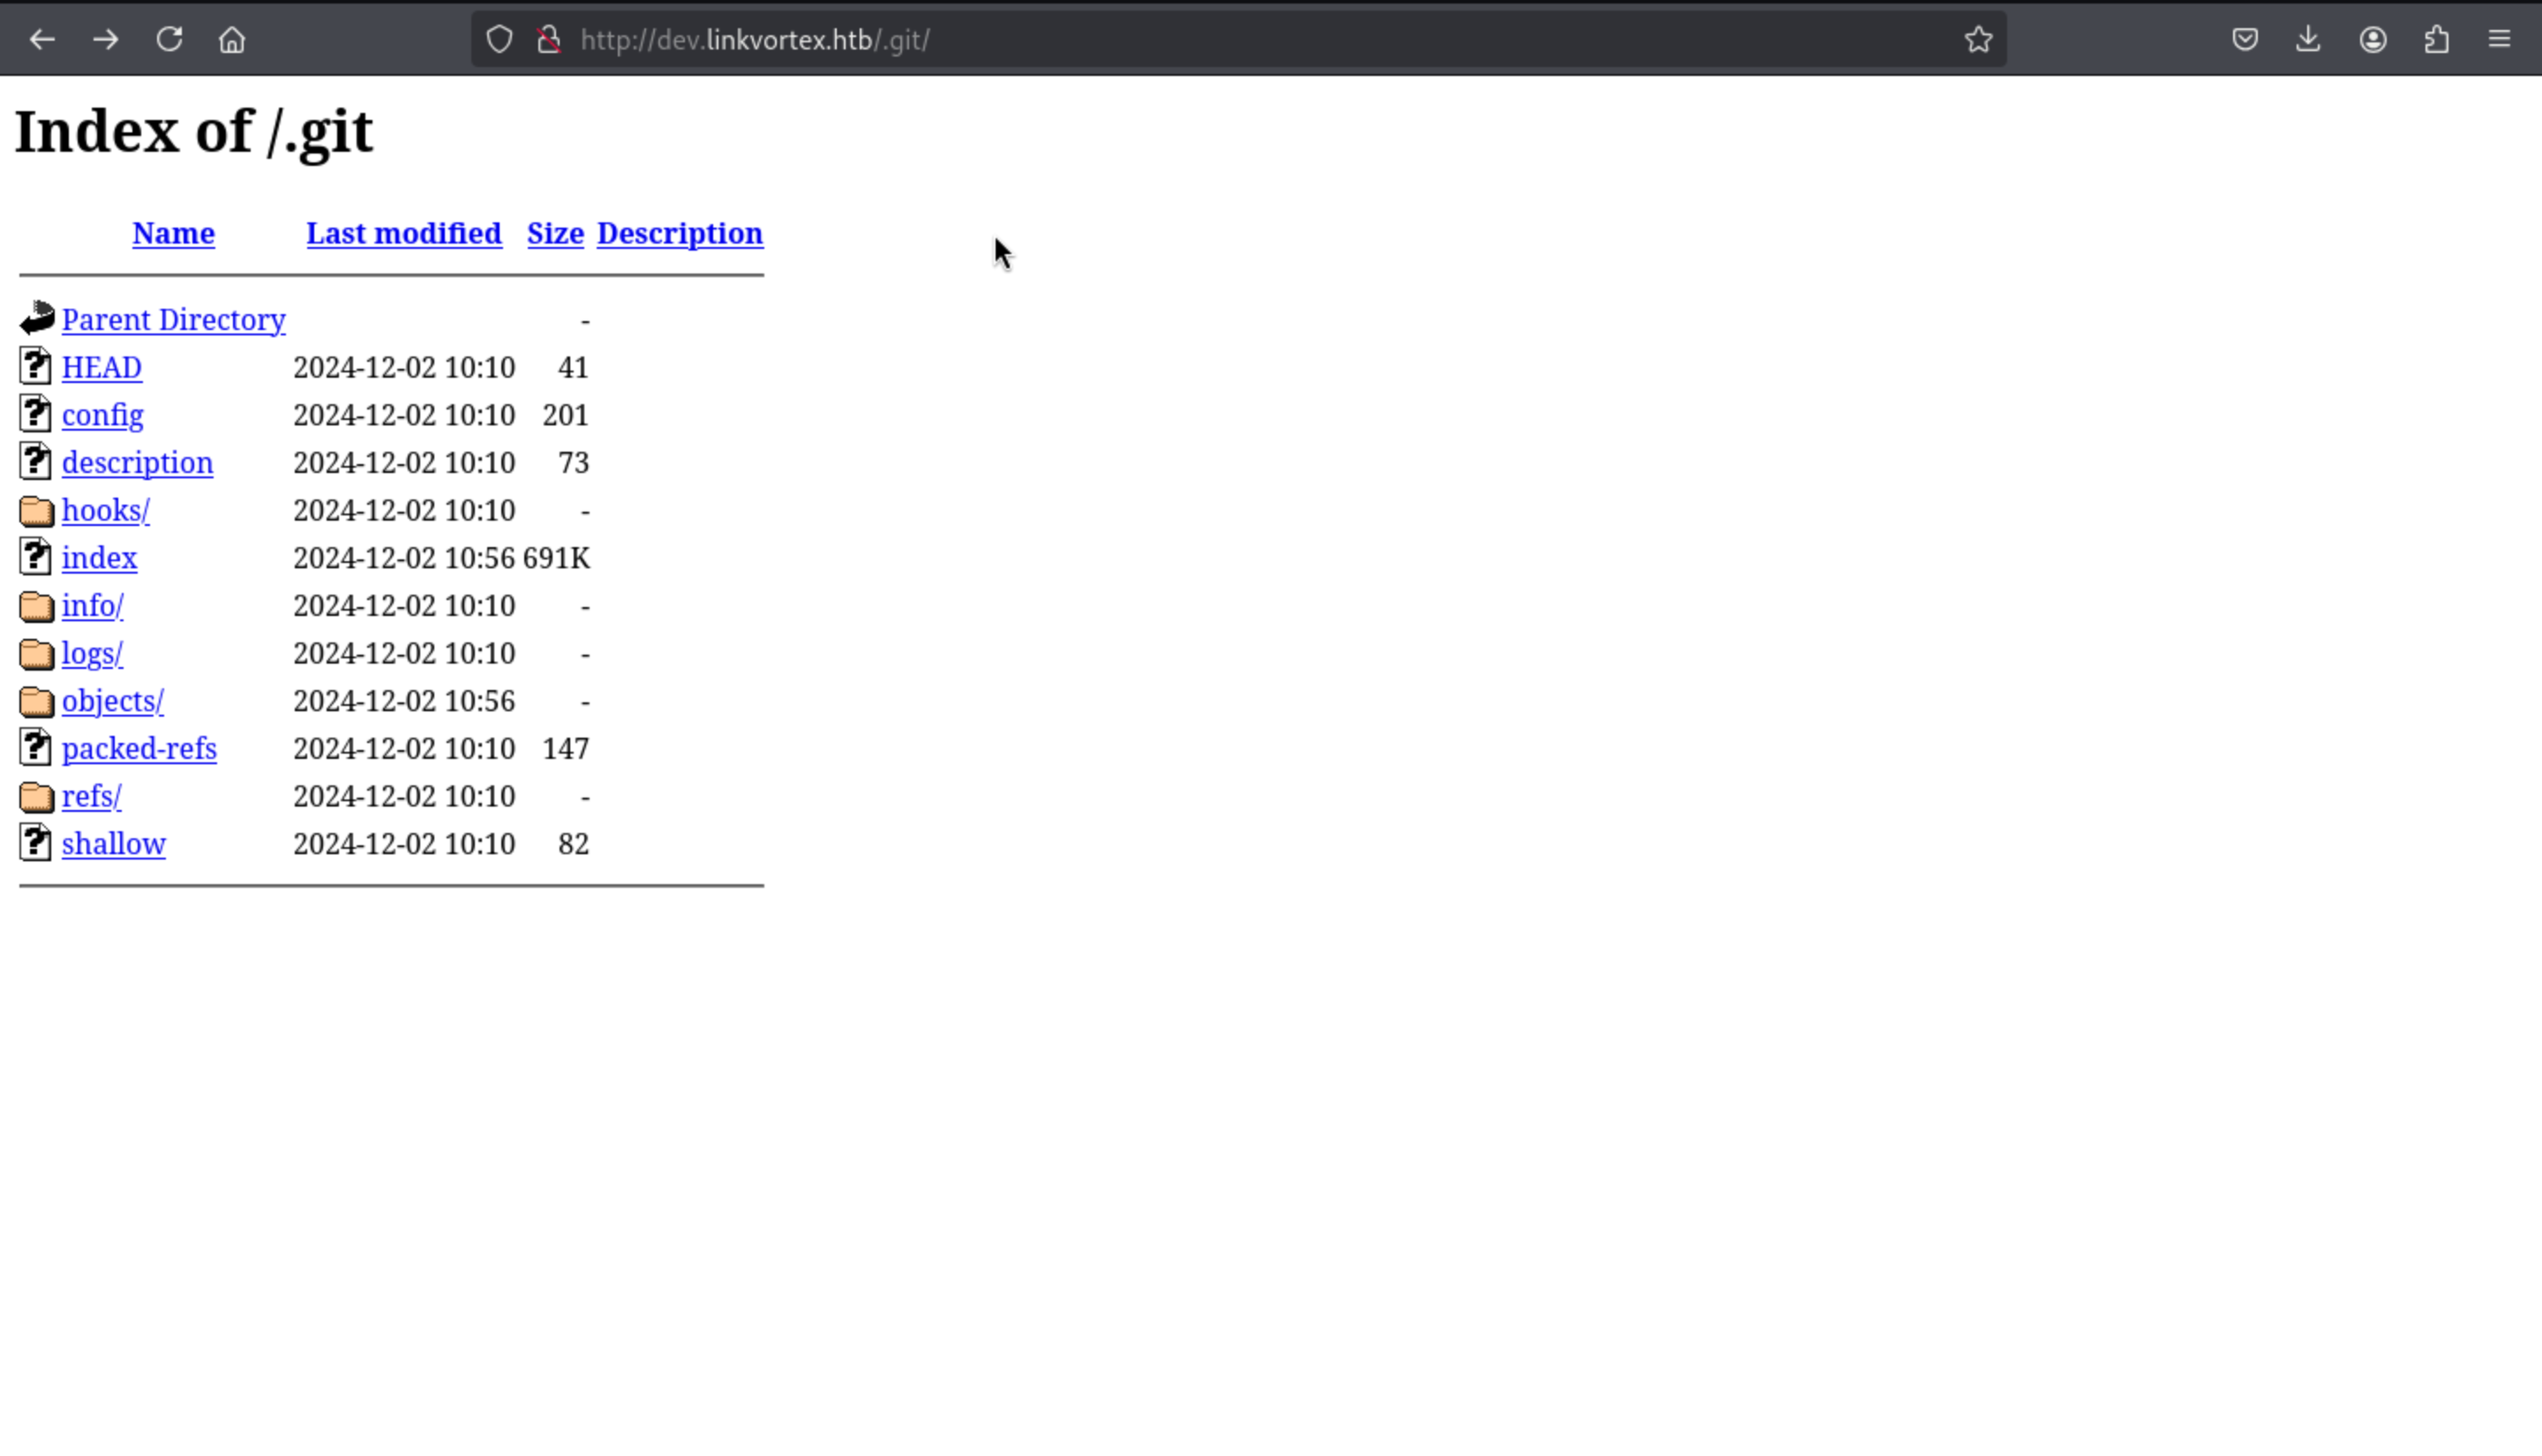 http://dev.linkvortex.htb/.git/
Index of /.git
Name Last modified Size Description
Parent Directory -
HEAD 2024-12-02 10:10 41
config 2024-12-02 10:10 201
description 2024-12-02 10:10 73
hooks/ 2024-12-02 10:10 -
index 2024-12-02 10:56 691K
info/ 2024-12-02 10:10 -
logs/ 2024-12-02 10:10 -
objects/ 2024-12-02 10:56 -
packed-refs 2024-12-02 10:10 147
refs/ 2024-12-02 10:10 -
shallow 2024-12-02 10:10 82